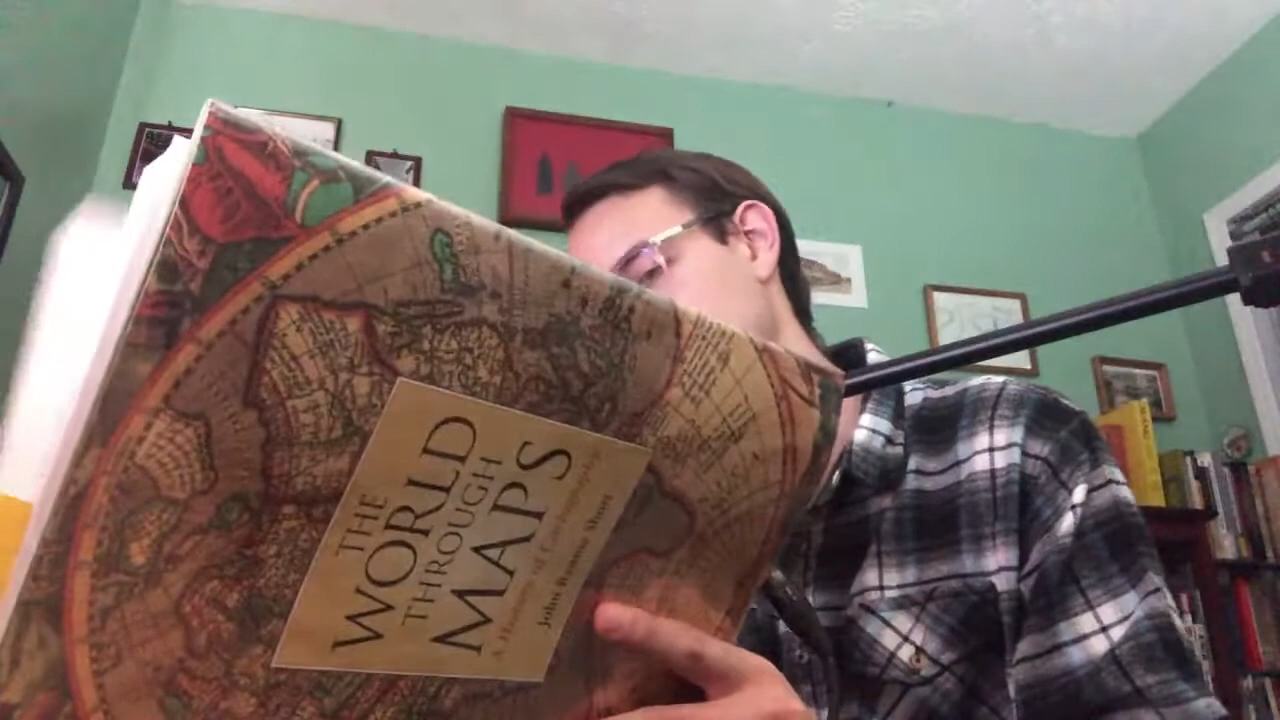 THE
WORLD
THROUGH
MAPS
A History of Cartography
John Rennie Short